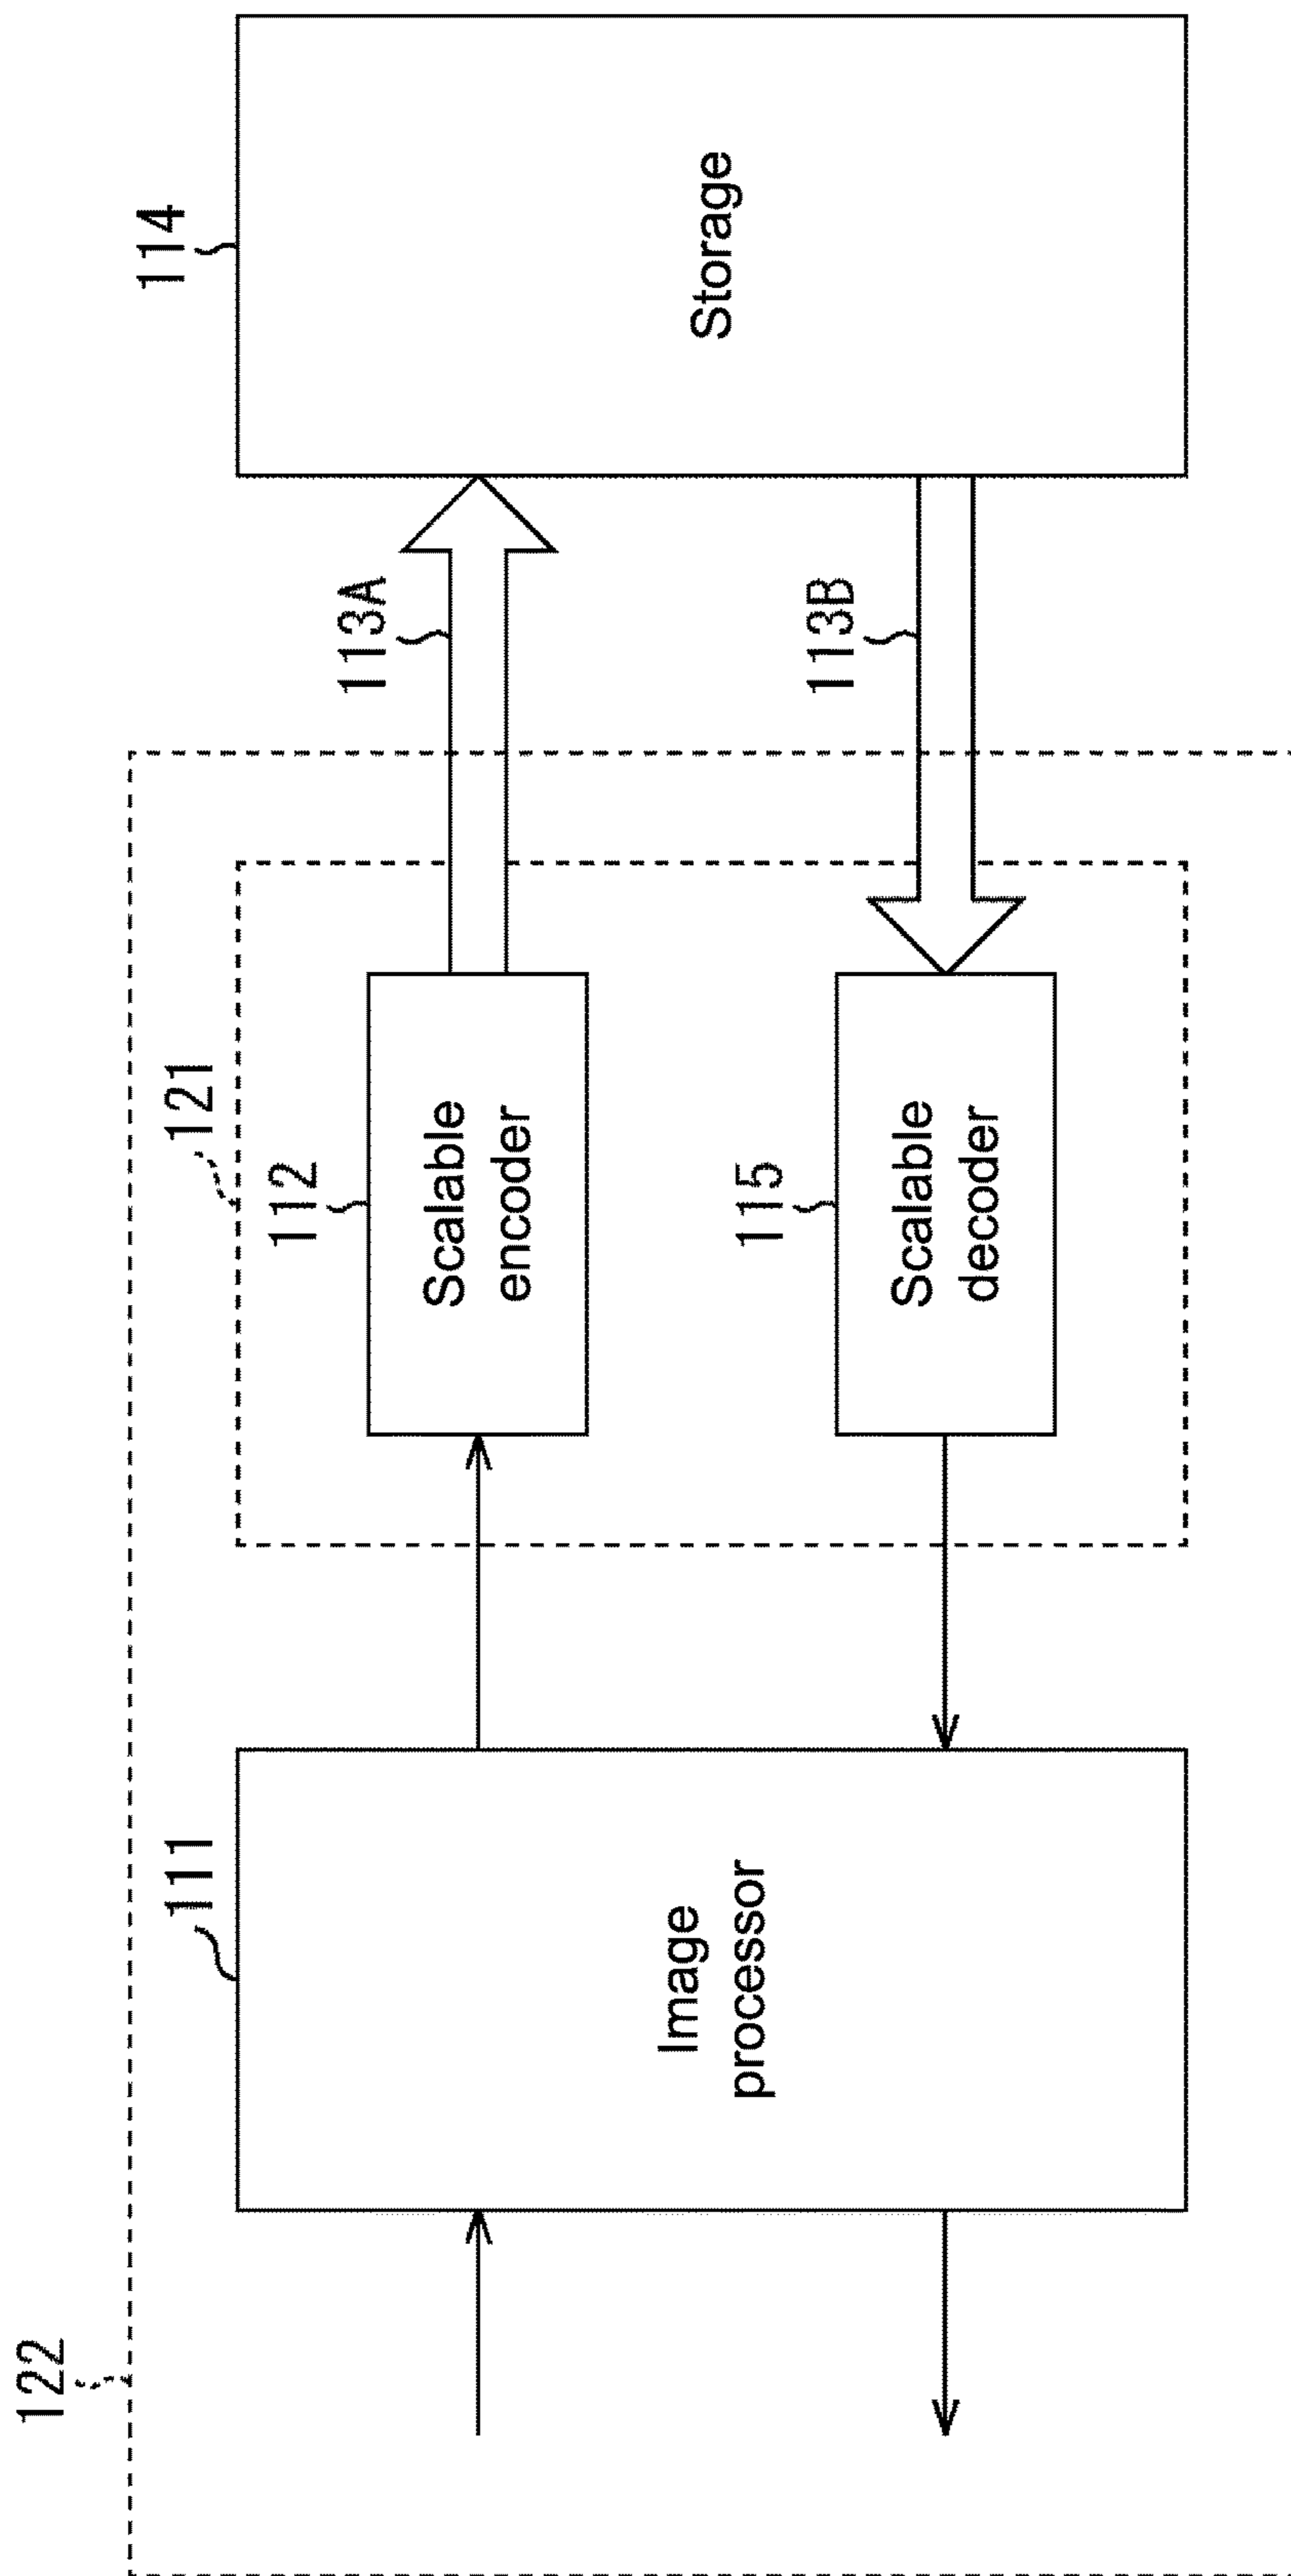 122
111
Image
processor
121
112
Scalable
encoder
115
Scalable
decoder
113A
113B
114
Storage